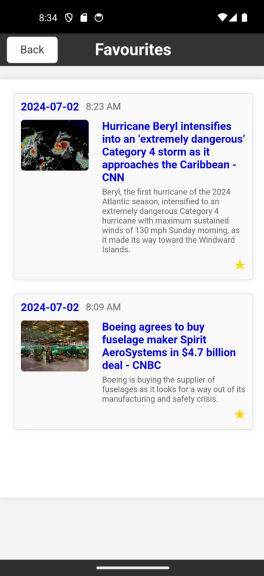 8:34
Back
Favourites
2024-07-02 8:23 AM
Hurricane Beryl intensifies
into an ‘extremely dangerous’
Category 4 storm as it
approaches the Caribbean -
CNN
Beryl, the first hurricane of the 2024
Atlantic season, intensified to an
extremely dangerous Category 4
hurricane with maximum sustained
winds of 130 mph Sunday morning, as
it made its way toward the Windward
Islands.
2024-07-02 8:09 AM
Boeing agrees to buy
fuselage maker Spirit
AeroSystems in $4.7 billion
deal - CNBC
Boeing is buying the supplier of
fuselages as it looks for a way out of its
manufacturing and safety crisis.